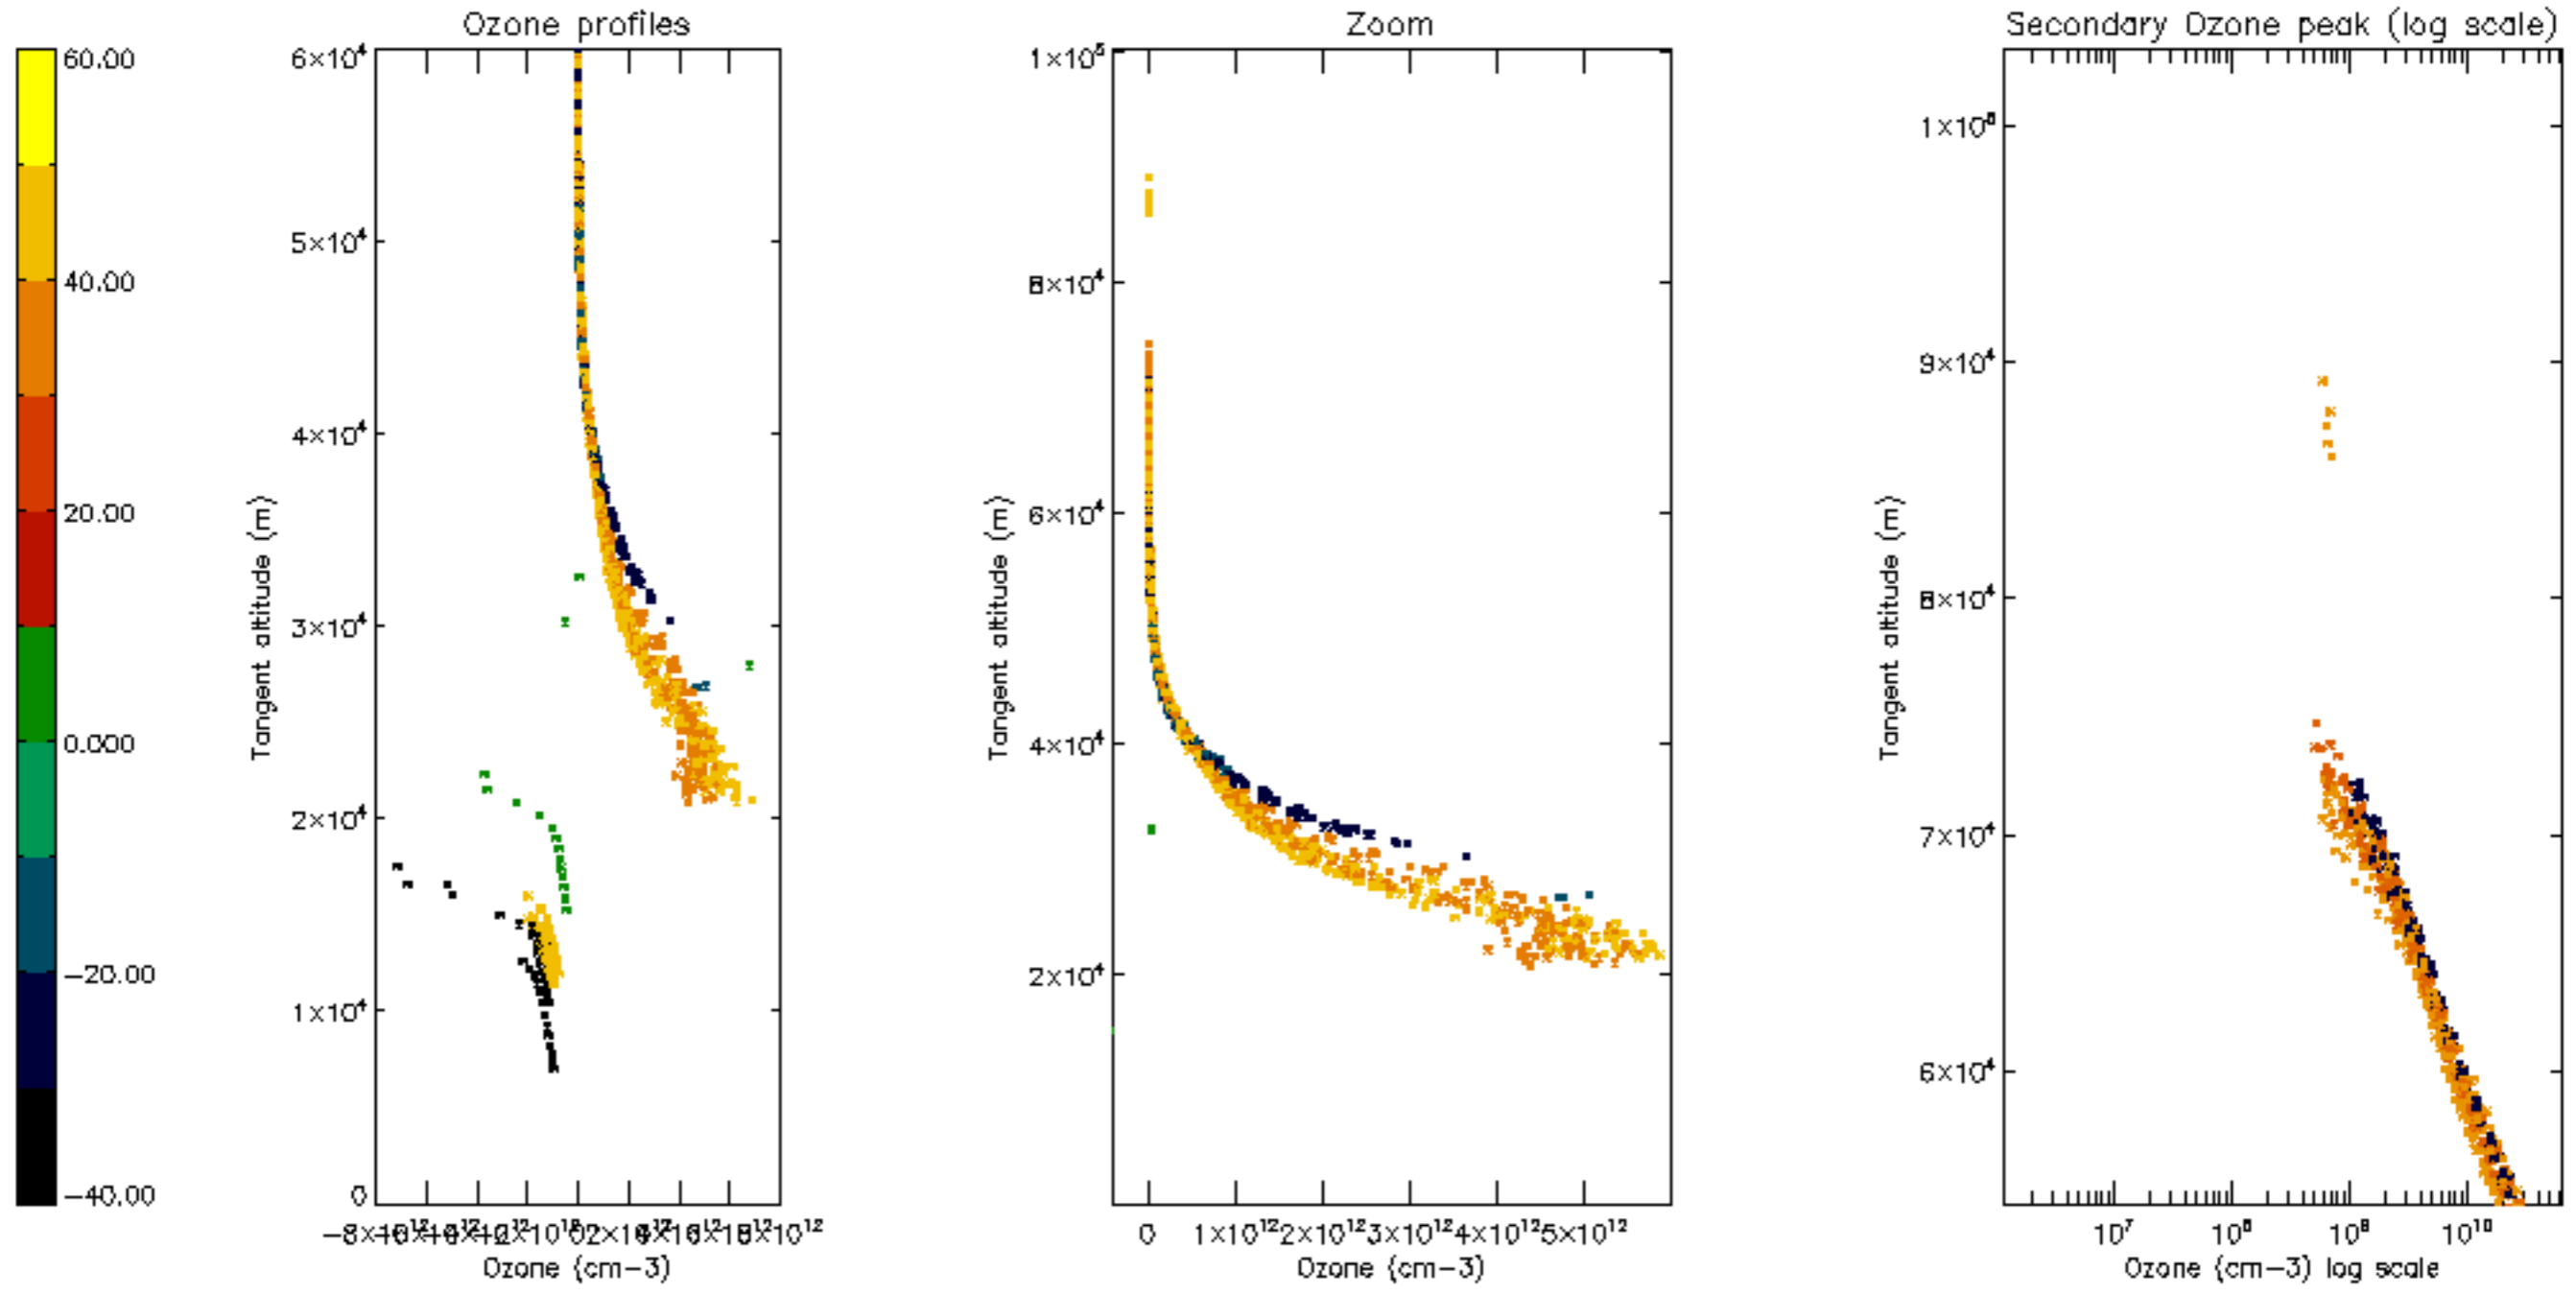 Ozone profiles
Zoom
Secondary Ozone peak (log scale)
60.00
40.00
20.00
0.000
−20.00
−40.00
6×10⁴
5×10⁴
4×10⁴
3×10⁴
2×10⁴
1×10⁴
0
Tangent altitude (m)
Ozone (cm−3)
1×10⁵
8×10⁴
6×10⁴
4×10⁴
2×10⁴
Tangent altitude (m)
0 1×10¹² 2×10¹² 3×10¹² 4×10¹² 5×10¹²
Ozone (cm−3)
1×10⁵
9×10⁴
8×10⁴
7×10⁴
6×10⁴
Tangent altitude (m)
10⁷ 10⁸ 10⁹ 10¹⁰
Ozone (cm−3) log scale